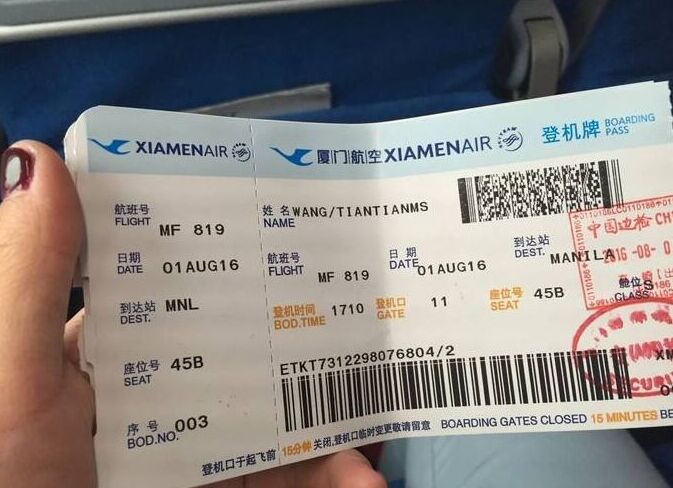 XIAMENAIR
航班号
FLIGHT MF 819
日期
DATE 01AUG16
到达站
DEST. MNL
座位号
SEAT 45B
序 号
BOD.NO. 003
厦门航空 XIAMENAIR
登机牌 BOARDING PASS
姓 名
NAME WANG/TIANTIANMS
航班号
FLIGHT MF 819
日 期
DATE 01AUG16
到达站
DEST. MANILA
登机时间
BOD.TIME 1710
登机口
GATE 11
座位号
SEAT 45B
舱位
CLASS S
中国边检
ETKT7312298076804/2
登机口于起飞前 15分钟 关闭,登机口临时变更敬请留意 BOARDING GATES CLOSED 15 MINUTES